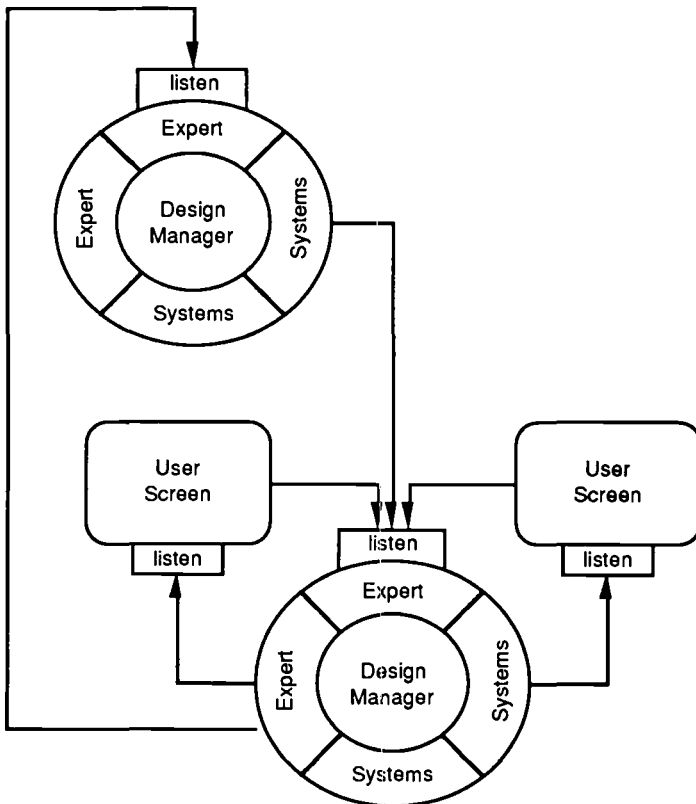 listen
Expert
Expert
Design
Manager
Systems
Systems
User
Screen
listen
User
Screen
listen
listen
Expert
Expert
Design
Manager
Systems
Systems